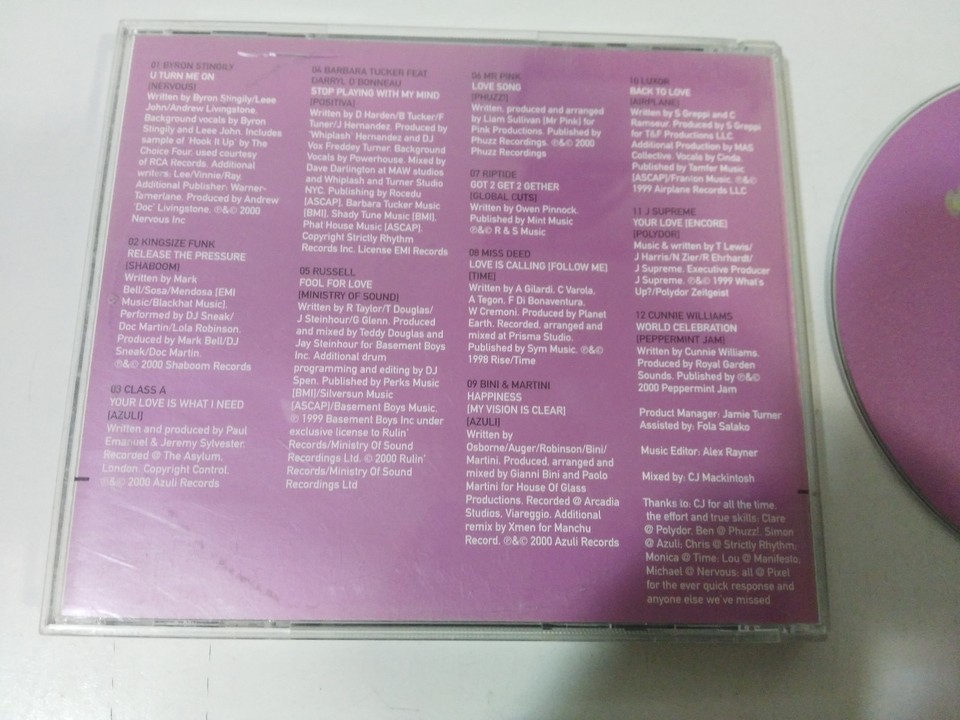 01 BYRON STINGILY
U TURN ME ON
[NERVOUS]
Written by Byron Stingily/Leee
John/Andrew Livingstone.
Background vocals by Byron
Stingily and Leee John. Includes
sample of 'Hook It Up' by The
Choice Four, used courtesy
of RCA Records. Additional
writers: Lee/Vinnie/Ray.
Additional Publisher: Warner-
Tamerlane. Produced by Andrew
'Doc' Livingstone. ℗&© 2000
Nervous Inc
02 KINGSIZE FUNK
RELEASE THE PRESSURE
[SHABOOM]
Written by Mark
Bell/Sosa/Mendosa [EMI
Music/Blackhat Music].
Performed by DJ Sneak/
Doc Martin/Lola Robinson.
Produced by Mark Bell/DJ
Sneak/Doc Martin.
℗&© 2000 Shaboom Records
03 CLASS A
YOUR LOVE IS WHAT I NEED
[AZULI]
Written and produced by Paul
Emanuel & Jeremy Sylvester.
Recorded @ The Asylum,
London. Copyright Control.
℗&© 2000 Azuli Records
04 BARBARA TUCKER FEAT.
DARRYL D BONNEAU
STOP PLAYING WITH MY MIND
[POSITIVA]
Written by D Harden/B Tucker/F
Tuner/J Hernandez. Produced by
'Whiplash' Hernandez and DJ
Vox Freddey Turner. Background
Vocals by Powerhouse. Mixed by
Dave Darlington at MAW studios
and Whiplash and Turner Studio
NYC. Publishing by Rocedu
[ASCAP], Barbara Tucker Music
[BMI], Shady Tune Music [BMI],
Phat House Music [ASCAP].
Copyright Strictly Rhythm
Records Inc. License EMI Records
05 RUSSELL
FOOL FOR LOVE
[MINISTRY OF SOUND]
Written by R Taylor/T Douglas/
J Steinhour/G Glenn. Produced
and mixed by Teddy Douglas and
Jay Steinhour for Basement Boys
Inc. Additional drum
programming and editing by DJ
Spen. Published by Perks Music
[BMI]/Silversun Music
[ASCAP]/Basement Boys Music.
℗ 1999 Basement Boys Inc under
exclusive license to Rulin'
Records/Ministry Of Sound
Recordings Ltd. © 2000 Rulin'
Records/Ministry Of Sound
Recordings Ltd
06 MR PINK
LOVE SONG
[PHUZZ!]
Written, produced and arranged
by Liam Sullivan [Mr Pink] for
Pink Productions. Published by
Phuzz Recordings. ℗&© 2000
Phuzz Recordings
07 RIPTIDE
GOT 2 GET 2 GETHER
[GLOBAL CUTS]
Written by Owen Pinnock.
Published by Mint Music
℗&© R & S Music
08 MISS DEED
LOVE IS CALLING [FOLLOW ME]
[TIME]
Written by A Gilardi, C Varola,
A Tegon, F Di Bonaventura,
W Cremoni. Produced by Planet
Earth. Recorded, arranged and
mixed at Prisma Studio.
Published by Sym Music. ℗&©
1998 Rise/Time
09 BINI & MARTINI
HAPPINESS
[MY VISION IS CLEAR]
[AZULI]
Written by
Osborne/Auger/Robinson/Bini/
Martini. Produced, arranged and
mixed by Gianni Bini and Paolo
Martini for House Of Glass
Productions. Recorded @ Arcadia
Studios, Viareggio. Additional
remix by Xmen for Manchu
Record. ℗&© 2000 Azuli Records
10 LUXOR
BACK TO LOVE
[AIRPLANE]
Written by S Greppi and C
Ramoeur. Produced by S Greppi
for T&F Productions LLC.
Additional Production by MAS
Collective. Vocals by Cinda.
Published by Tamfer Music
[ASCAP]/Franion Music. ℗&©
1999 Airplane Records LLC
11 J SUPREME
YOUR LOVE [ENCORE]
[POLYDOR]
Music & written by T Lewis/
J Harris/N Zier/R Ehrhardl/
J Supreme. Executive Producer
J Supreme. ℗&© 1999 What's
Up?/Polydor Zeitgeist
12 CUNNIE WILLIAMS
WORLD CELEBRATION
[PEPPERMINT JAM]
Written by Cunnie Williams.
Produced by Royal Garden
Sounds. Published by ℗&©
2000 Peppermint Jam
Product Manager: Jamie Turner
Assisted by: Fola Salako
Music Editor: Alex Rayner
Mixed by: CJ Mackintosh
Thanks to: CJ for all the time,
the effort and true skills; Clare
@ Polydor; Ben @ Phuzz!; Simon
@ Azuli; Chris @ Strictly Rhythm;
Monica @ Time; Lou @ Manifesto;
Michael @ Nervous; all @ Pixel
for the ever quick response and
anyone else we've missed